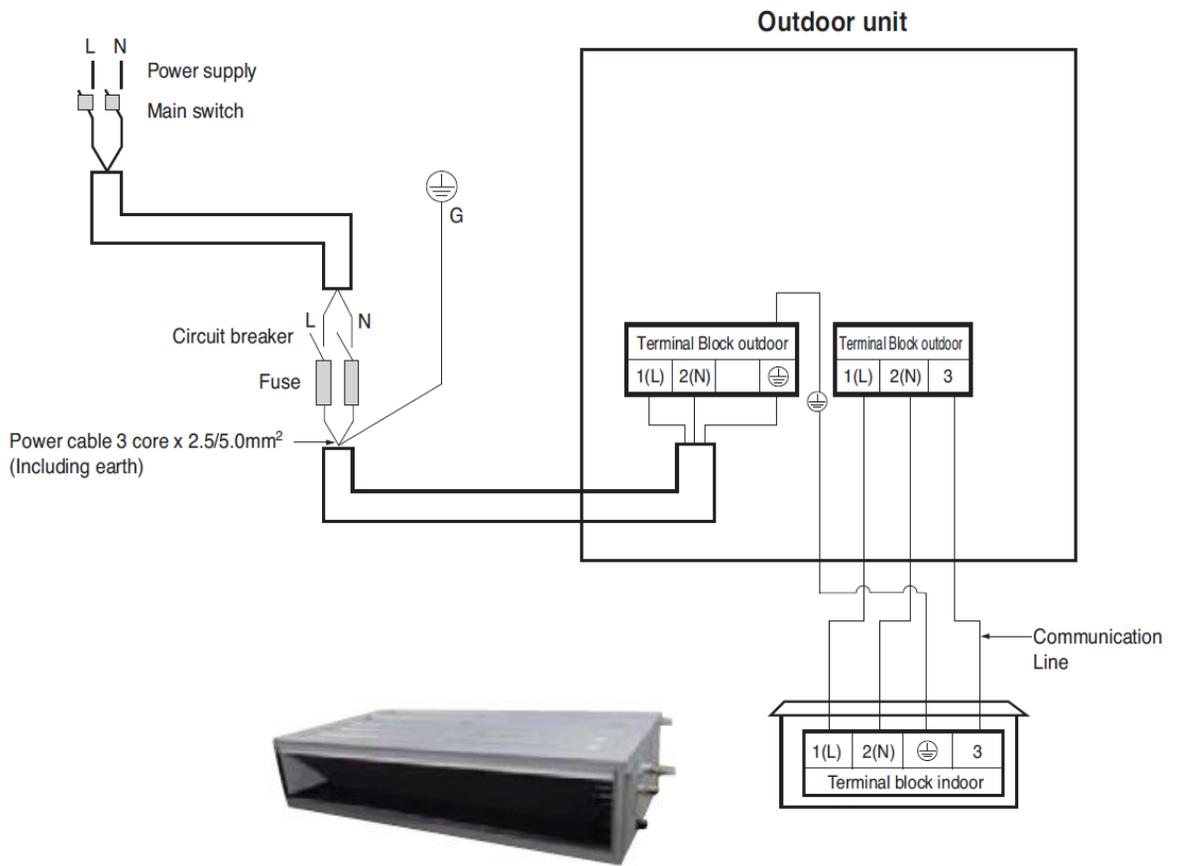 Outdoor unit
L N
Power supply
Main switch
G
L N
Circuit breaker
Fuse
Power cable 3 core x 2.5/5.0mm²
(Including earth)
Terminal Block outdoor
1(L) 2(N)
Terminal Block outdoor
1(L) 2(N) 3
Communication
Line
1(L) 2(N) 3
Terminal block indoor